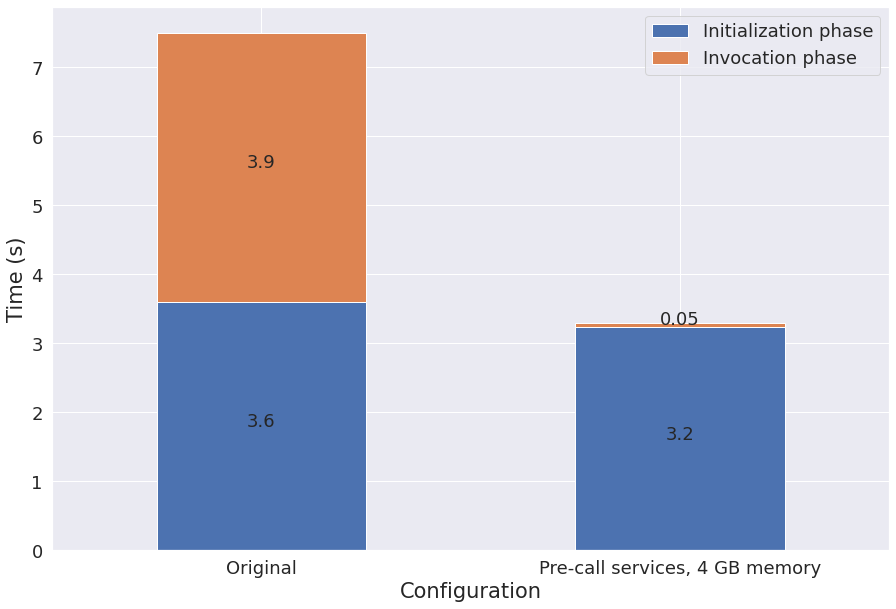 Initialization phase
Invocation phase
7
6
5
4
3
2
1
0
Time (s)
3.9
3.6
0.05
3.2
Original
Pre-call services, 4 GB memory
Configuration